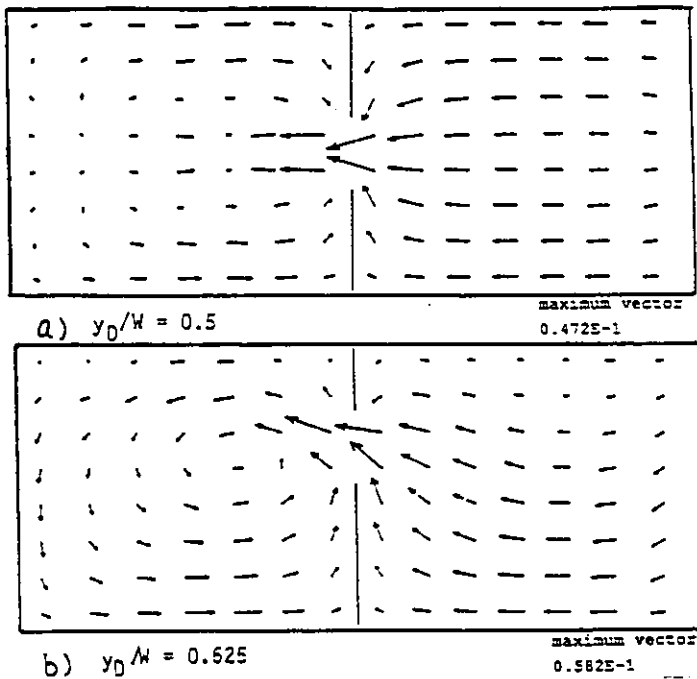 maximum vector
a) y_D/W = 0.5
0.472E-1
maximum vector
b) y_D/W = 0.625
0.582E-1